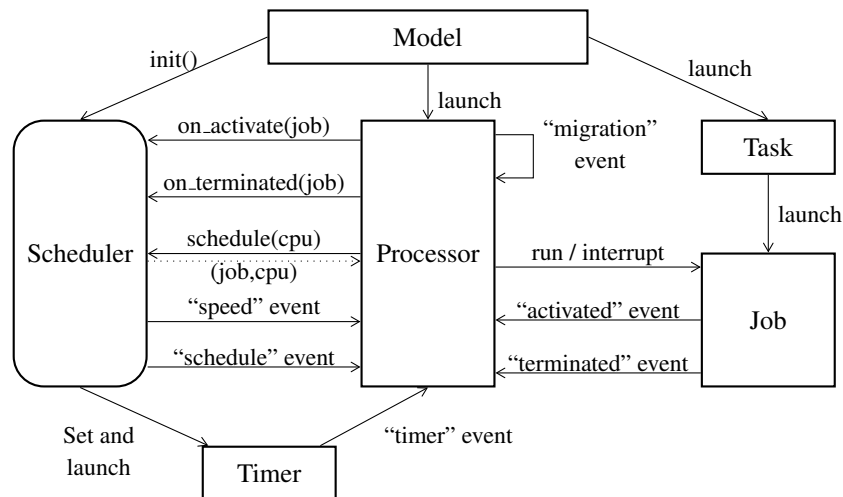 Model
init()
launch
launch
on_activate(job)
“migration”
event
Task
on_terminated(job)
launch
schedule(cpu)
Scheduler
Processor
run / interrupt
(job,cpu)
“speed” event
“activated” event
Job
“schedule” event
“terminated” event
Set and
launch
“timer” event
Timer